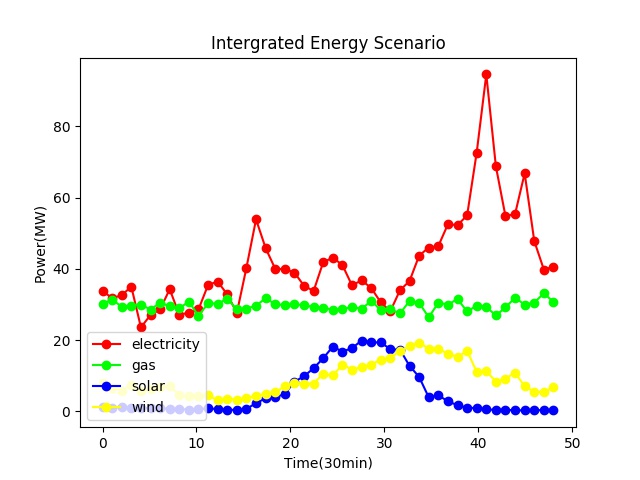 Intergrated Energy Scenario
Power(MW)
80
60
40
20
0
electricity
gas
solar
wind
0 10 20 30 40 50
Time(30min)